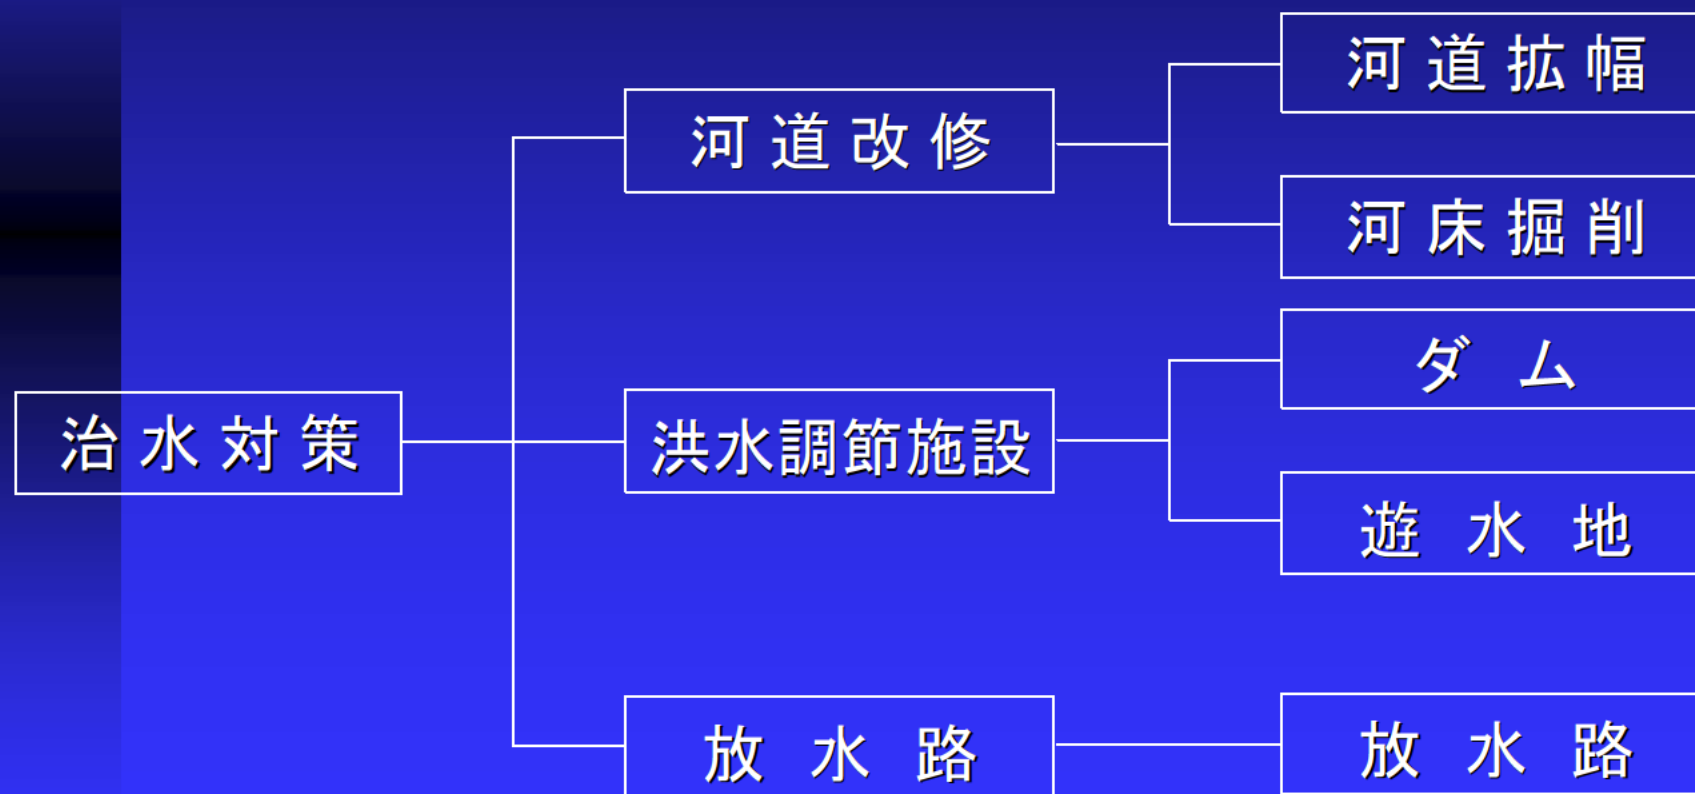 河道拡幅
河道改修
河床掘削
ダム
治水対策
洪水調節施設
遊水地
放水路
放水路